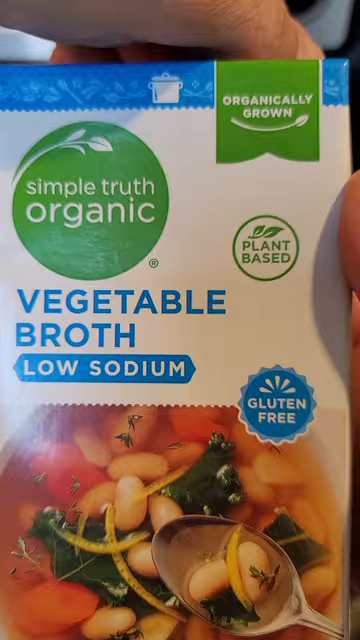 ORGANICALLY
GROWN
simple truth
organic
®
PLANT
BASED
VEGETABLE
BROTH
LOW SODIUM
GLUTEN
FREE